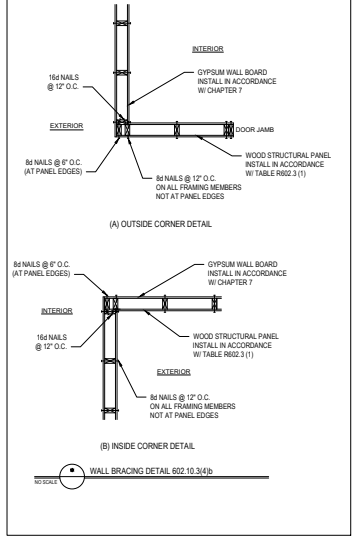 INTERIOR
16d NAILS
@ 12" O.C.
GYPSUM WALL BOARD
INSTALL IN ACCORDANCE
W/ CHAPTER 7
EXTERIOR
DOOR JAMB
8d NAILS @ 6" O.C.
(AT PANEL EDGES)
8d NAILS @ 12" O.C.
ON ALL FRAMING MEMBERS
NOT AT PANEL EDGES
WOOD STRUCTURAL PANEL
INSTALL IN ACCORDANCE
W/ TABLE R602.3 (1)
(A) OUTSIDE CORNER DETAIL
8d NAILS @ 6" O.C.
(AT PANEL EDGES)
GYPSUM WALL BOARD
INSTALL IN ACCORDANCE
W/ CHAPTER 7
INTERIOR
16d NAILS
@ 12" O.C.
WOOD STRUCTURAL PANEL
INSTALL IN ACCORDANCE
W/ TABLE R602.3 (1)
EXTERIOR
8d NAILS @ 12" O.C.
ON ALL FRAMING MEMBERS
NOT AT PANEL EDGES
(B) INSIDE CORNER DETAIL
WALL BRACING DETAIL 602.10.3(4)b
NO SCALE